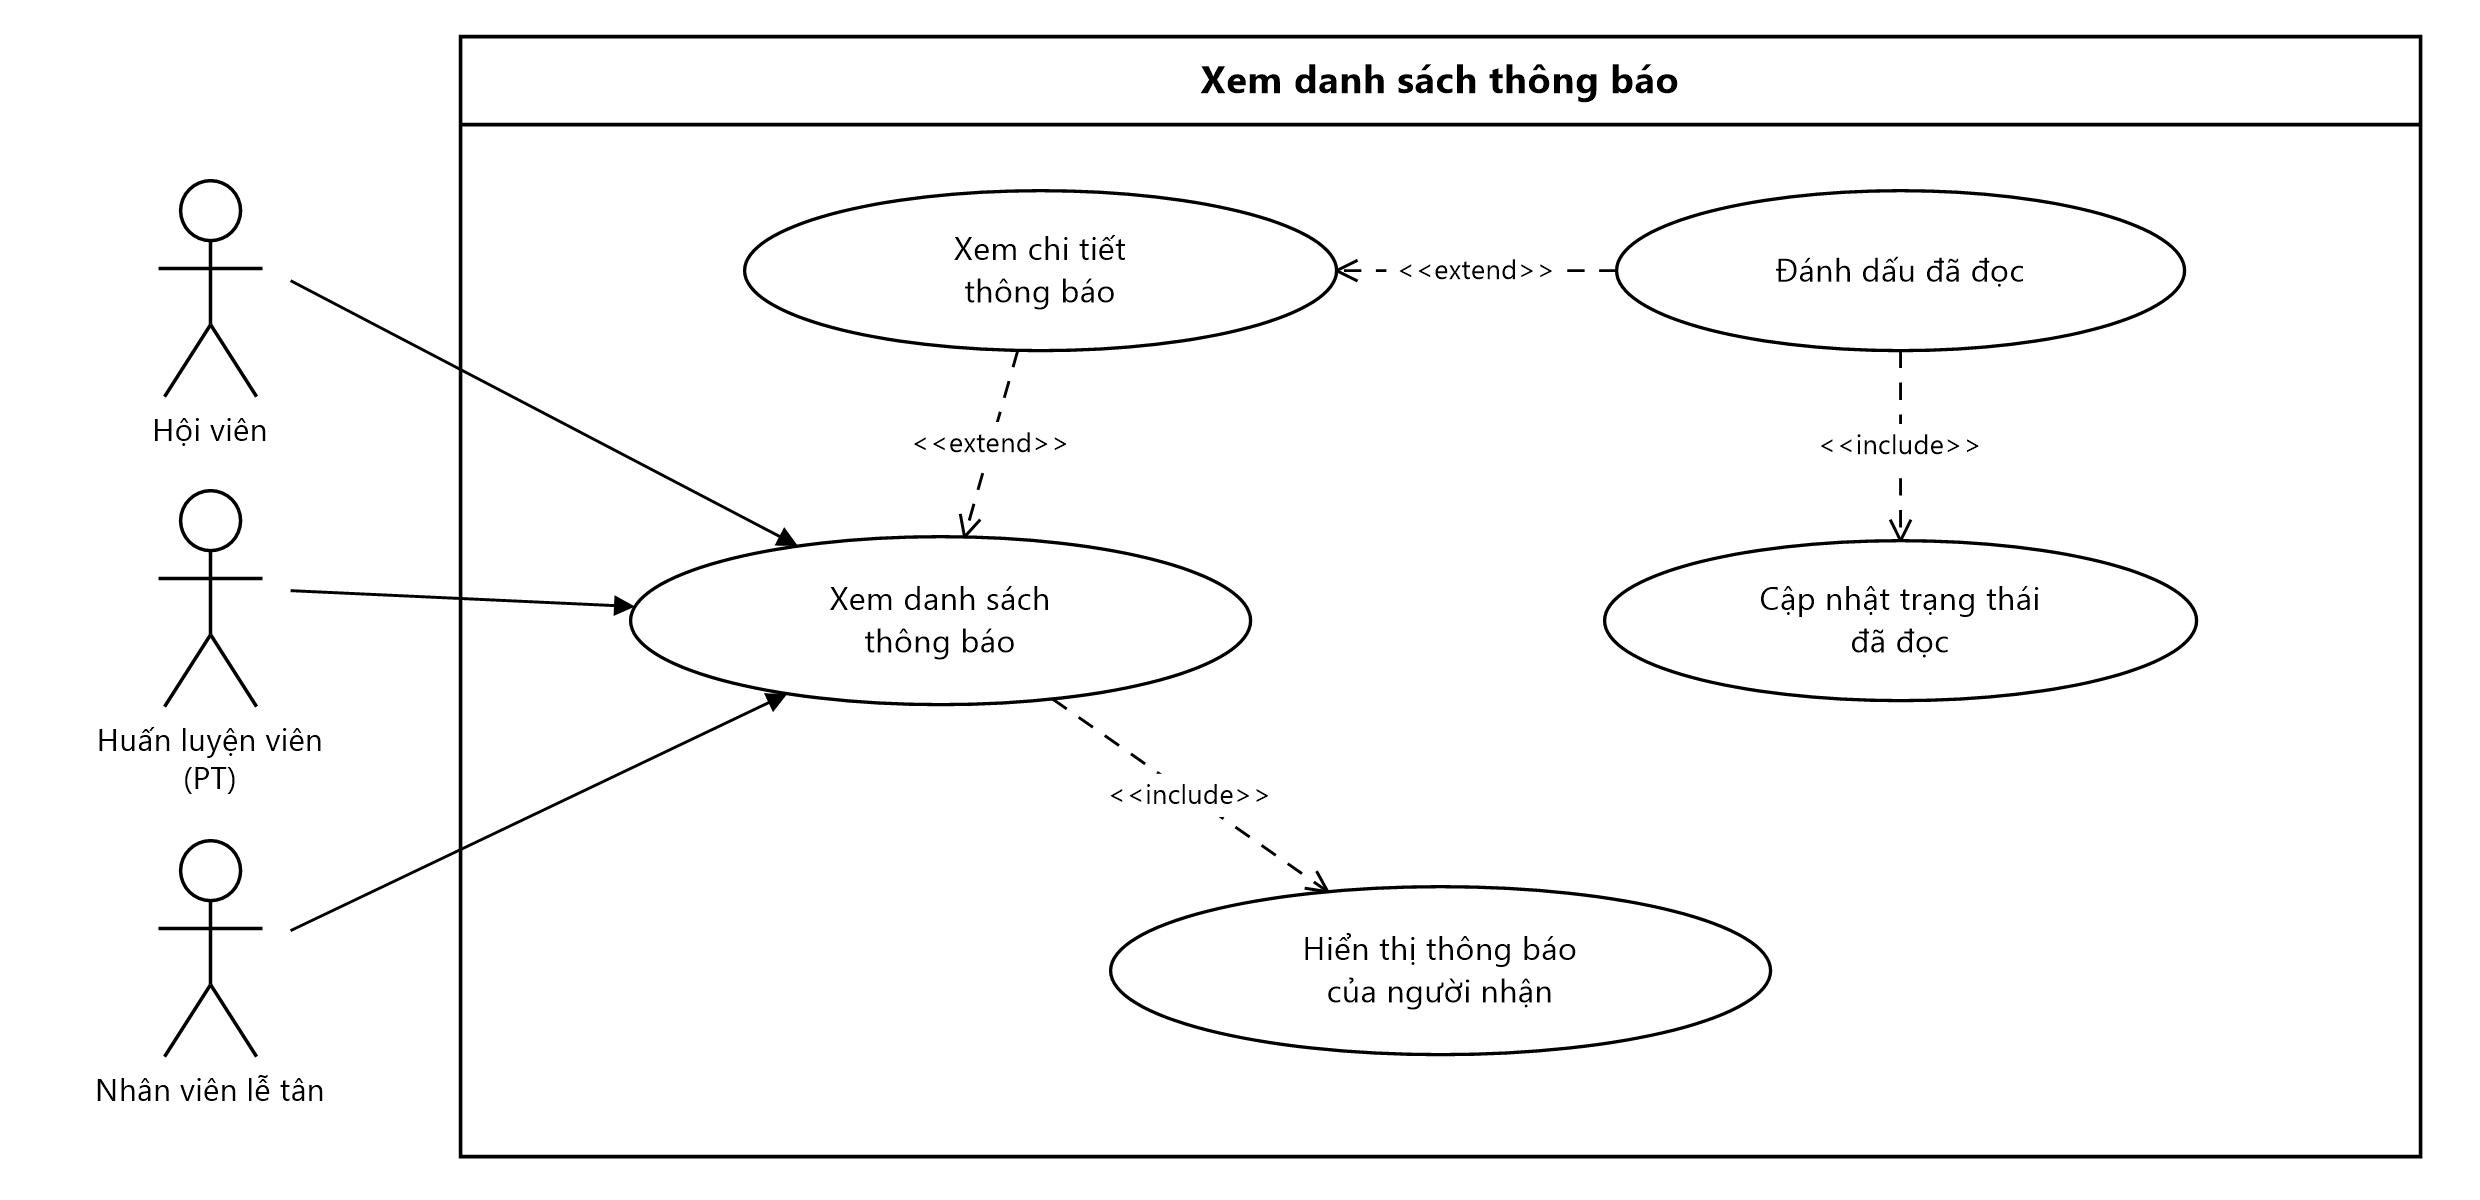 Xem danh sách thông báo
Hội viên
Huấn luyện viên
(PT)
Nhân viên lễ tân
Xem chi tiết
thông báo
<<extend>>
Đánh dấu đã đọc
<<extend>>
<<include>>
Xem danh sách
thông báo
Cập nhật trạng thái
đã đọc
<<include>>
Hiển thị thông báo
của người nhận